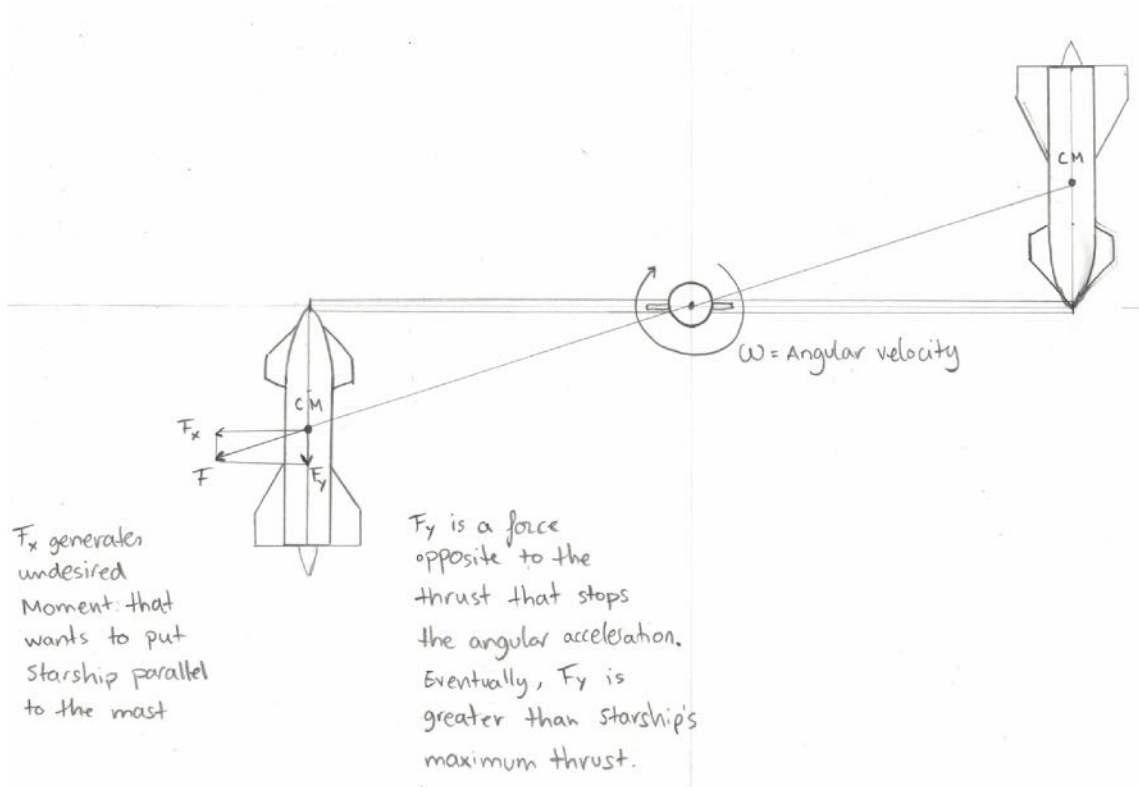 CM
ω = Angular velocity
CM
Fx
F
Fy
Fx generates
undesired
Moment that
wants to put
Starship parallel
to the mast
Fy is a force
opposite to the
thrust that stops
the angular acceleration.
Eventually, Fy is
greater than Starship's
maximum thrust.